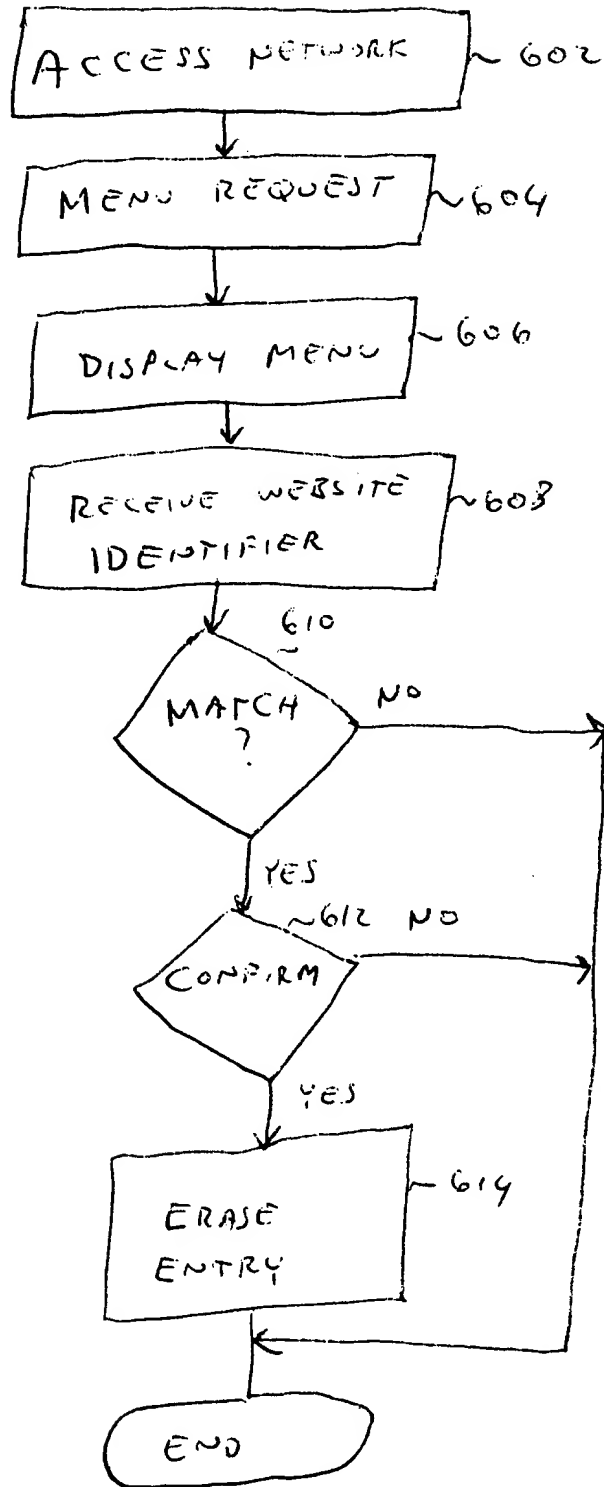 ACCESS NETWORK ~ 602
MENU REQUEST ~604
DISPLAY MENU ~606
RECEIVE WEBSITE ~608
IDENTIFIER
~610
MATCH NO
?
YES
~612 NO
CONFIRM
YES
~614
ERASE
ENTRY
END